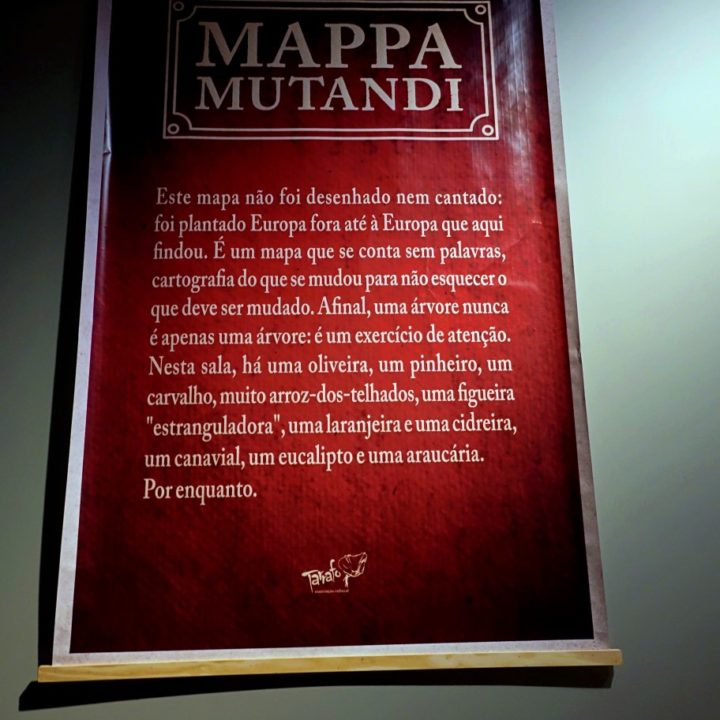 MAPPA
MUTANDI
Este mapa não foi desenhado nem cantado:
foi plantado Europa fora até à Europa que aqui
findou. É um mapa que se conta sem palavras,
cartografia do que se mudou para não esquecer o
que deve ser mudado. Afinal, uma árvore nunca
é apenas uma árvore: é um exercício de atenção.
Nesta sala, há uma oliveira, um pinheiro, um
carvalho, muito arroz-dos-telhados, uma figueira
"estranguladora", uma laranjeira e uma cidreira,
um canavial, um eucalipto e uma araucária.
Por enquanto.
Tarrafo
associação cultural